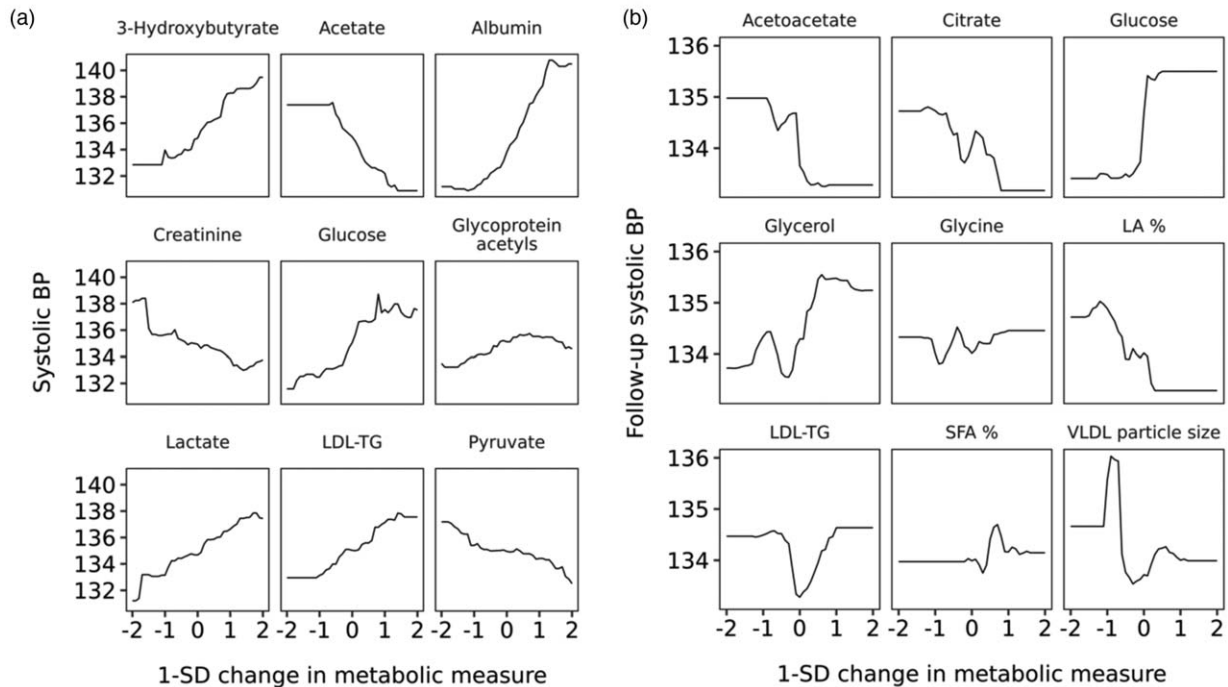 (a)
3-Hydroxybutyrate Acetate Albumin
140
138
136
134
132
Creatinine Glucose Glycoprotein
acetyls
140
138
136
134
132
Lactate LDL-TG Pyruvate
140
138
136
134
132
-2 -1 0 1 2 -2 -1 0 1 2 -2 -1 0 1 2
Systolic BP
1-SD change in metabolic measure
(b)
Acetoacetate Citrate Glucose
136
135
134
Glycerol Glycine LA %
136
135
134
LDL-TG SFA % VLDL particle size
136
135
134
-2 -1 0 1 2 -2 -1 0 1 2 -2 -1 0 1 2
Follow-up systolic BP
1-SD change in metabolic measure